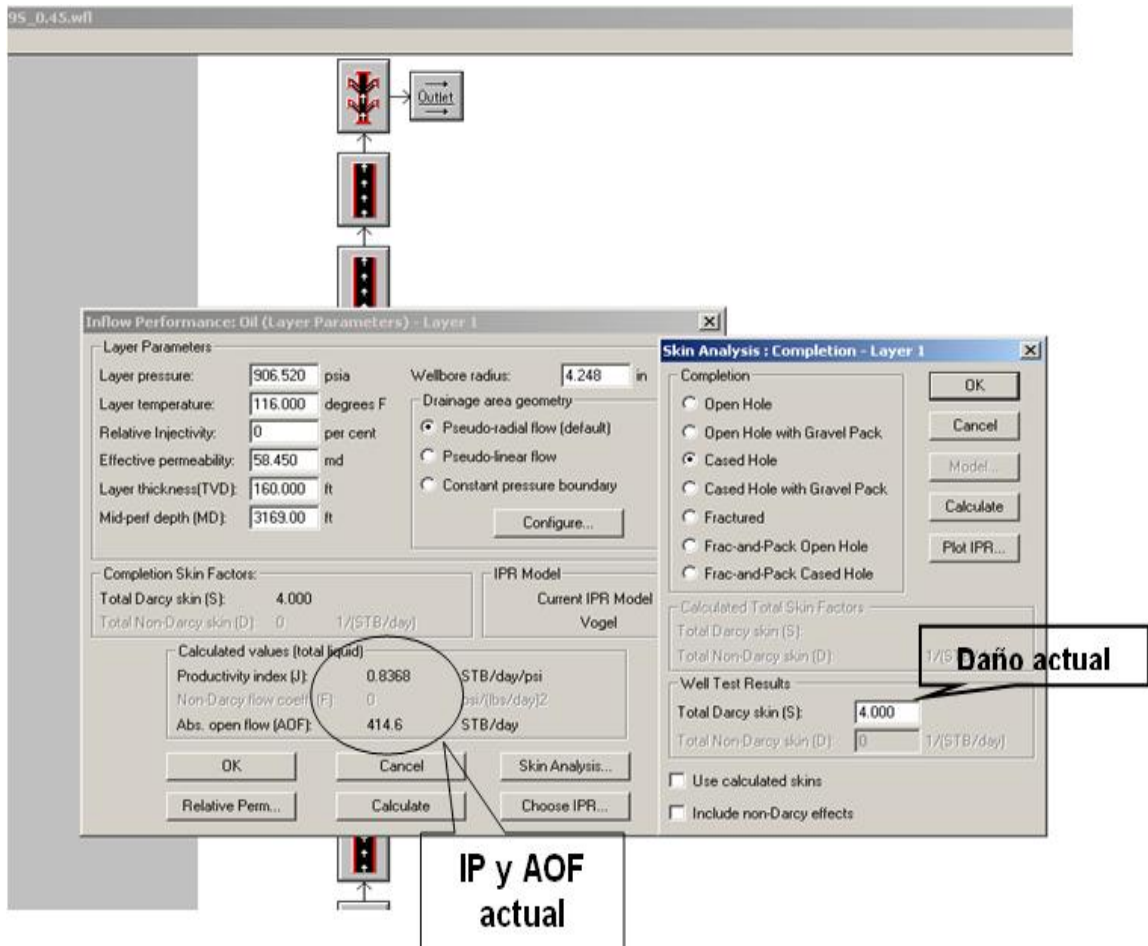 95_0.45.wfl
Outlet
Inflow Performance: Oil (Layer Parameters) - Layer 1
Layer Parameters
Layer pressure: 906.520 psia
Layer temperature: 116.000 degrees F
Relative Injectivity: 0 per cent
Effective permeability: 58.450 md
Layer thickness(TVD): 160.000 ft
Mid-perf depth (MD): 3169.00 ft
Wellbore radius: 4.248 in
Drainage area geometry
Pseudo-radial flow (default)
Pseudo-linear flow
Constant pressure boundary
Configure...
Completion Skin Factors:
Total Darcy skin (S): 4.000
Total Non-Darcy skin (D): 0 1/(STB/day)
IPR Model
Current IPR Model
Vogel
Calculated values (total liquid)
Productivity index (J): 0.8368 STB/day/psi
Non-Darcy flow coeff. (F) 0 psi/(lbs/day)2
Abs. open flow (AOF): 414.6 STB/day
OK
Cancel
Skin Analysis...
Relative Perm...
Calculate
Choose IPR...
Skin Analysis : Completion - Layer 1
Completion
Open Hole
Open Hole with Gravel Pack
Cased Hole
Cased Hole with Gravel Pack
Fractured
Frac-and-Pack Open Hole
Frac-and-Pack Cased Hole
OK
Cancel
Model...
Calculate
Plot IPR...
Calculated Total Skin Factors
Total Darcy skin (S):
Total Non-Darcy skin (D):
Daño actual
Well Test Results
Total Darcy skin (S): 4.000
Total Non-Darcy skin (D): 0 1/(STB/day)
Use calculated skins
Include non-Darcy effects
IP y AOF
actual